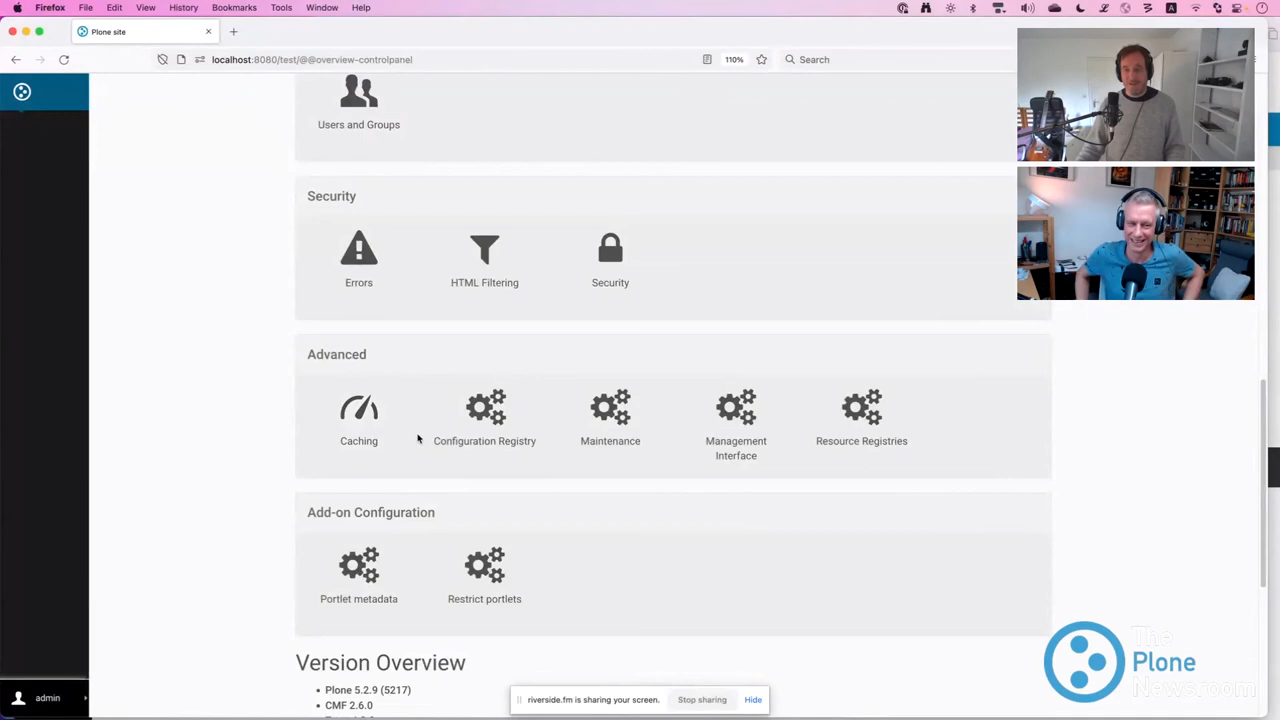 Firefox File Edit View History Bookmarks Tools Window Help
Plone site
localhost:8080/test/@@overview-controlpanel
110%
Search
Users and Groups
Security
Errors
HTML Filtering
Security
Advanced
Caching
Configuration Registry
Maintenance
Management
Interface
Resource Registries
Add-on Configuration
Portlet metadata
Restrict portlets
Version Overview
Plone 5.2.9 (5217)
CMF 2.6.0
admin
riverside.fm is sharing your screen.
Stop sharing
Hide
The
Plone
Newsroom